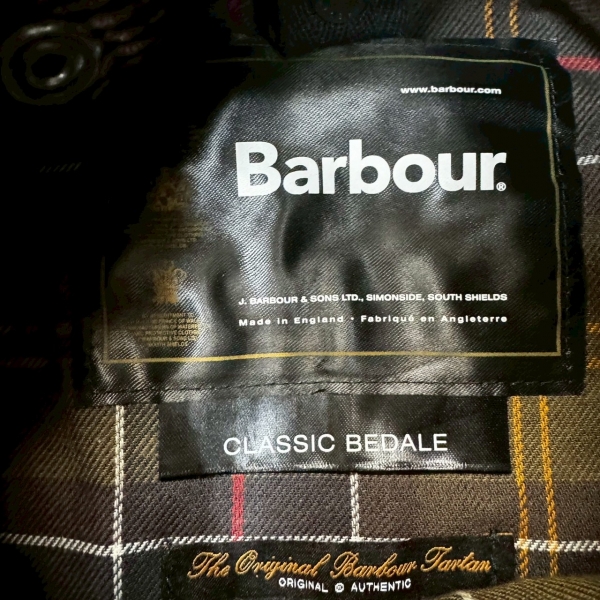 www.barbour.com
Barbour®
J. BARBOUR & SONS LTD., SIMONSIDE, SOUTH SHIELDS
Made in England • Fabriqué en Angleterre
CLASSIC BEDALE
The Original Barbour Tartan
ORIGINAL @ AUTHENTIC